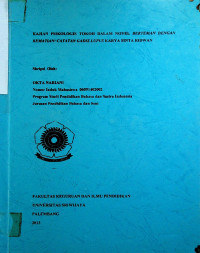 KAJIAN PSIKOLOGIS TOKOH DALAM NOVEL BERTEMAN DENGAN
KEMATIAN: CATATAN GADIS LUPUS KARYA SINTA RIDWAN
Skripsi Oleh:
OKTA NARIANI
Nomor Induk Mahasiswa 06091402001
Program Studi Pendidikan Bahasa dan Sastra Indonesia
Jurusan Pendidikan Bahasa dan Seni
FAKULTAS KEGURUAN DAN ILMU PENDIDIKAN
UNIVERSITAS SRIWIJAYA
PALEMBANG
2013